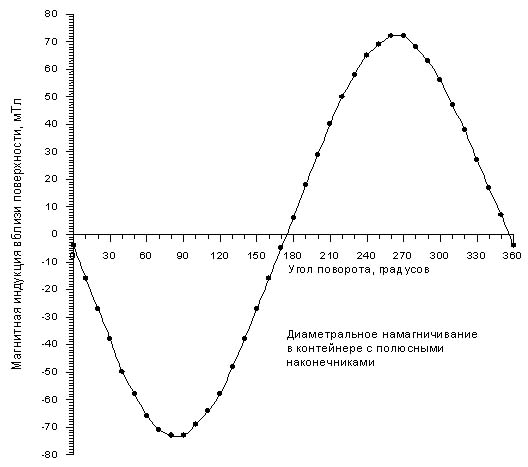 80
70
60
50
40
30
20
10
0
-10
-20
-30
-40
-50
-60
-70
-80
Магнитная индукция вблизи поверхности, мТл
0 30 60 90 120 150 180 210 240 270 300 330 360
Угол поворота, градусов
Диаметральное намагничивание
в контейнере с полюсными
наконечниками